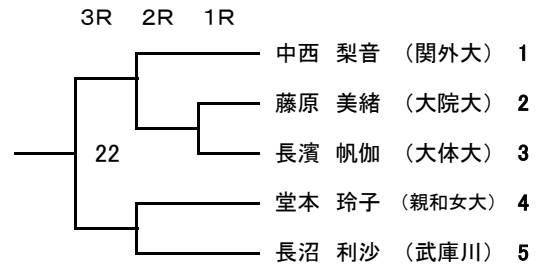 3R 2R 1R
中西 梨音 (関外大) 1
藤原 美緒 (大院大) 2
22
長濱 帆伽 (大体大) 3
堂本 玲子 (親和女大) 4
長沼 利沙 (武庫川) 5